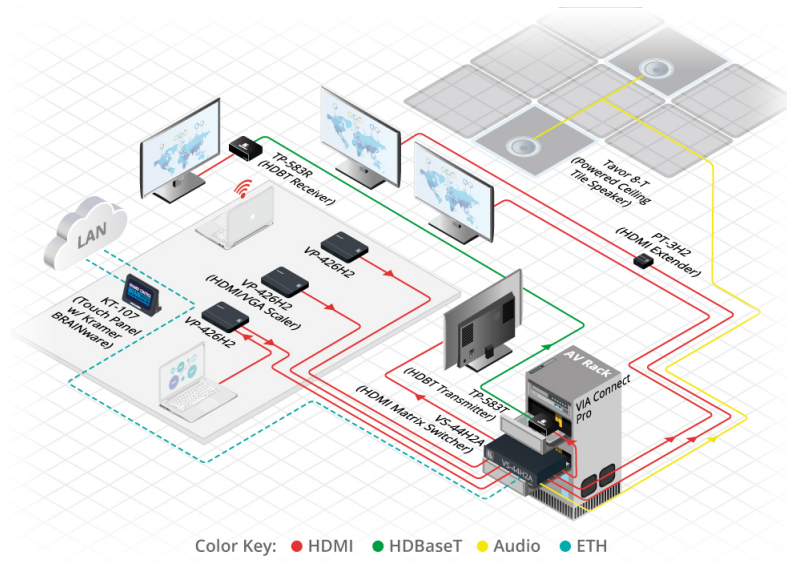 TP-583R
(HDBT Receiver)
Tavor 8-T
(Powered Ceiling
Tile Speaker)
PT-3H2
(HDMI Extender)
LAN
VP-426H2
VP-426H2
(HDMI/VGA Scaler)
VP-426H2
KT-107
(Touch Panel
w/ Kramer
BRAINware)
AV Rack
VIA Connect
Pro
TP-583T
(HDBT Transmitter)
VS-44H2A
(HDMI Matrix Switcher)
VS-44H2A
Color Key: HDMI HDBaseT Audio ETH